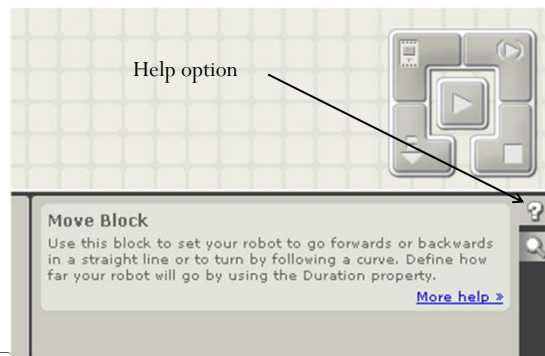 Help option
?
Move Block
Use this block to set your robot to go forwards or backwards
in a straight line or to turn by following a curve. Define how
far your robot will go by using the Duration property.
More help »